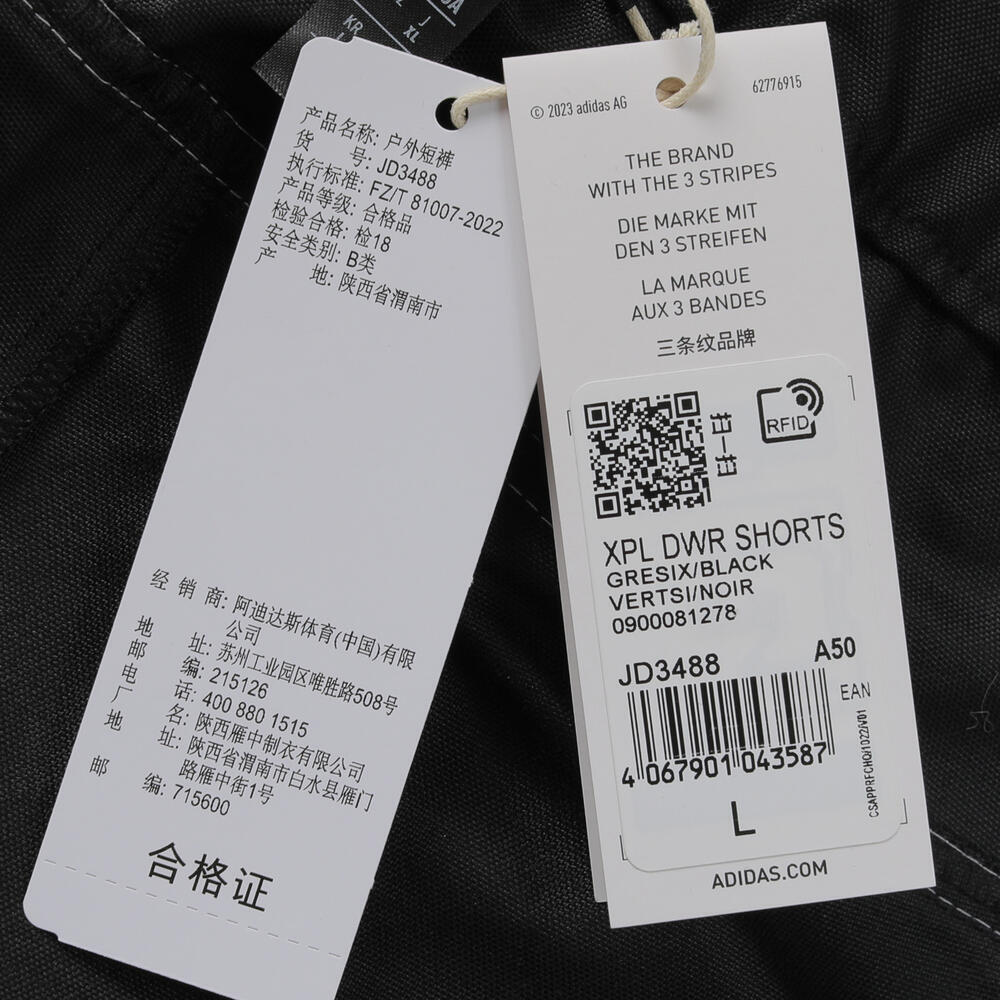 JA
J
XL
KR
产品名称: 户外短裤
货 号: JD3488
执行标准: FZ/T 81007-2022
产品等级: 合格品
检验合格: 检18
安全类别: B类
产 地: 陕西省渭南市
经 销 商: 阿迪达斯体育(中国)有限
公司
地 址: 苏州工业园区唯胜路508号
邮 编: 215126
电 话: 400 880 1515
厂 名: 陕西雁中制衣有限公司
地 址: 陕西省渭南市白水县雁门
路雁中街1号
邮 编: 715600
合格证
© 2023 adidas AG
62776915
THE BRAND
WITH THE 3 STRIPES
DIE MARKE MIT
DEN 3 STREIFEN
LA MARQUE
AUX 3 BANDES
三条纹品牌
RFID
XPL DWR SHORTS
GRESIX/BLACK
VERTSI/NOIR
0900081278
JD3488 A50
EAN
4 067901 043587
CSAPPRFCHQ/1022/V01
L
ADIDAS.COM